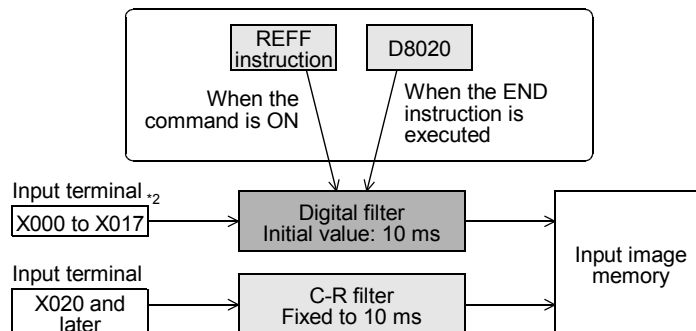 REFF
instruction
D8020
When the
command is ON
When the END
instruction is
executed
Input terminal *2
X000 to X017
Digital filter
Initial value: 10 ms
Input image
memory
Input terminal
X020 and
later
C-R filter
Fixed to 10 ms